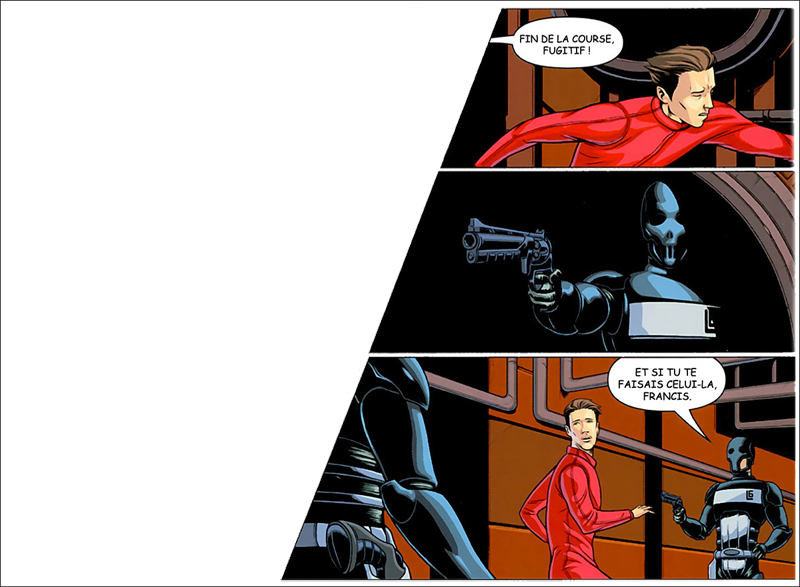 FIN DE LA COURSE,
FUGITIF !
ET SI TU TE
FAISAIS CELUI-LA,
FRANCIS.